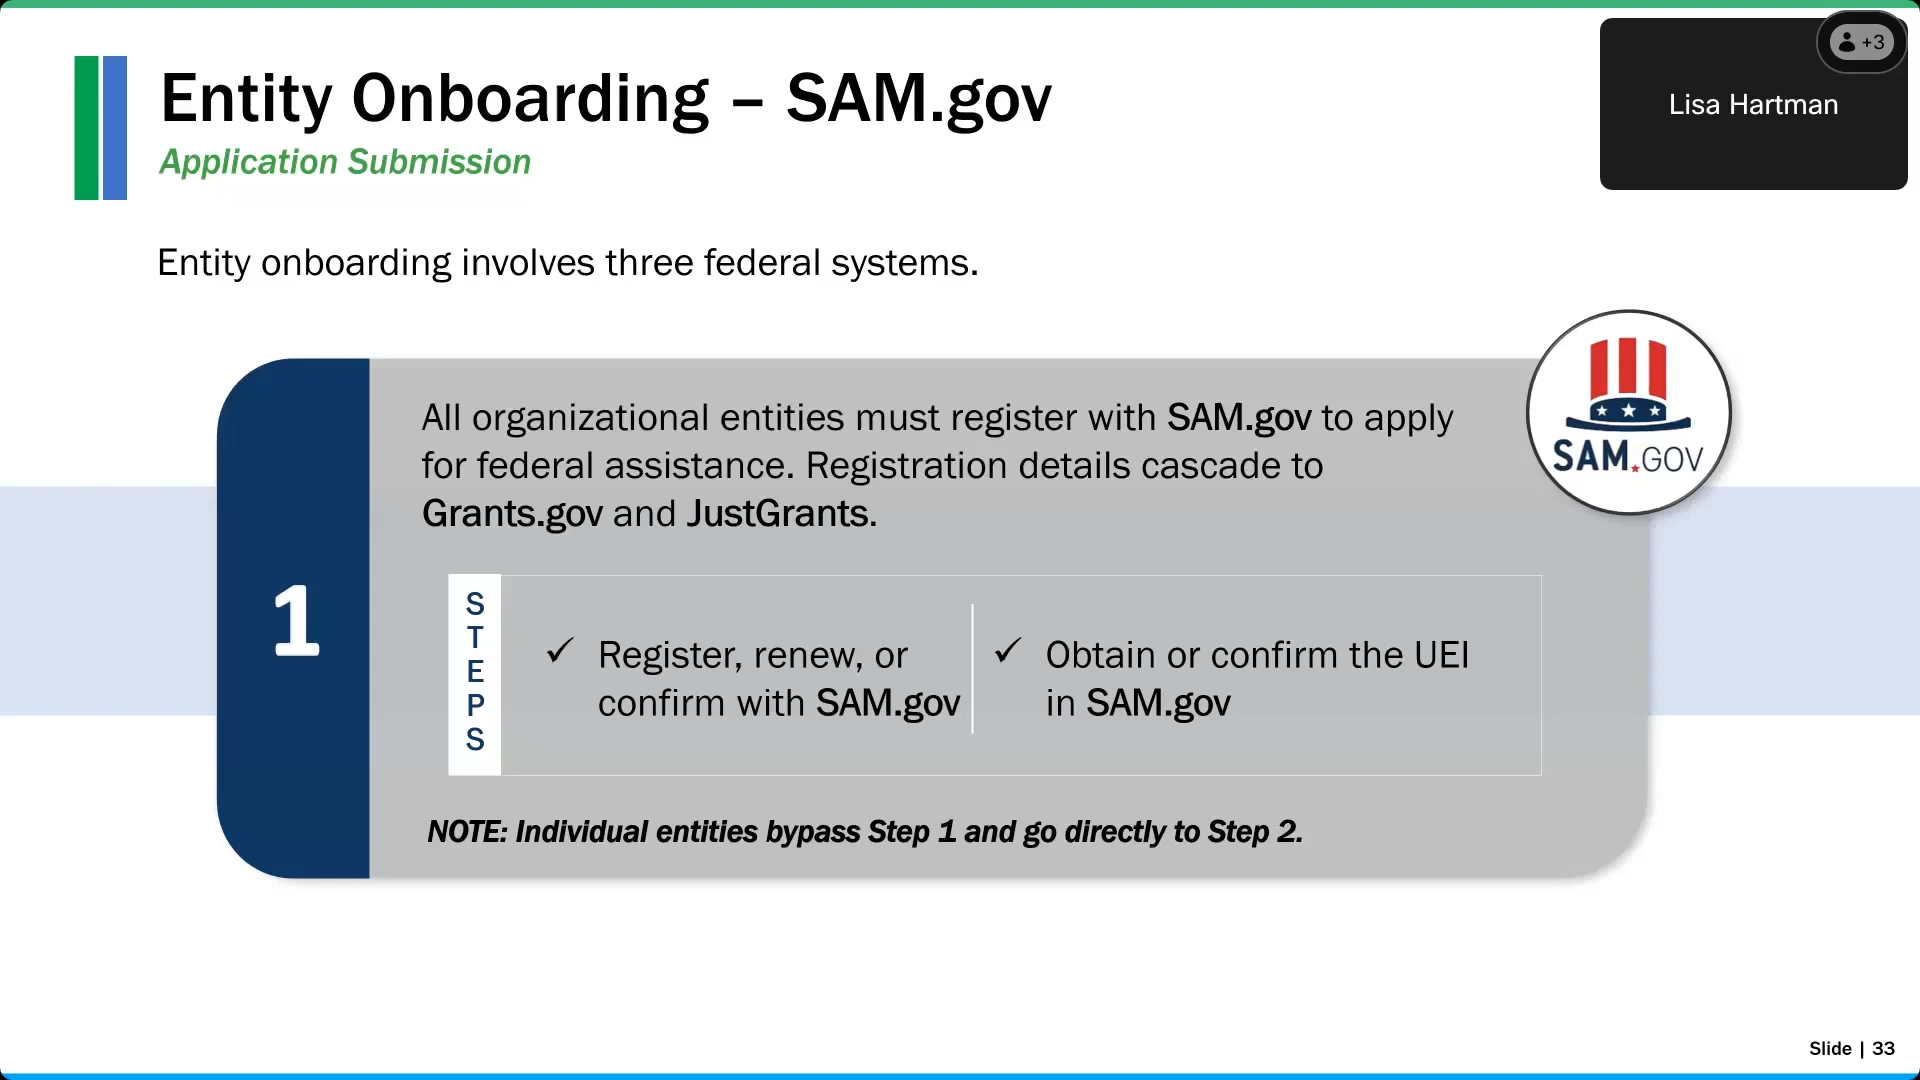 Entity Onboarding – SAM.gov
Application Submission
+3
Lisa Hartman
Entity onboarding involves three federal systems.
SAM.GOV
1
All organizational entities must register with SAM.gov to apply
for federal assistance. Registration details cascade to
Grants.gov and JustGrants.
S
T
E
P
S
✓ Register, renew, or
confirm with SAM.gov
✓ Obtain or confirm the UEI
in SAM.gov
NOTE: Individual entities bypass Step 1 and go directly to Step 2.
Slide | 33